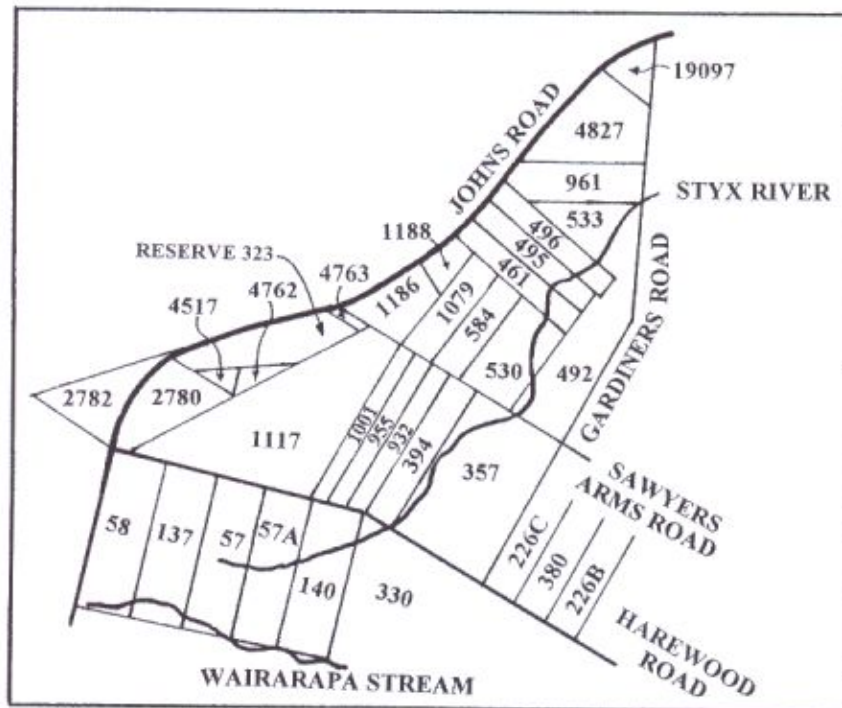 19097
4827
JOHNS ROAD
961
STYX RIVER
533
496
495
461
1188
RESERVE 323
4763
4762
4517
1186
1079
584
530
492
GARDINERS ROAD
2782
2780
1117
1001
955
932
394
357
SAWYERS
ARMS ROAD
58
137
57
57A
140
330
226C
380
226B
HAREWOOD
ROAD
WAIRARAPA STREAM